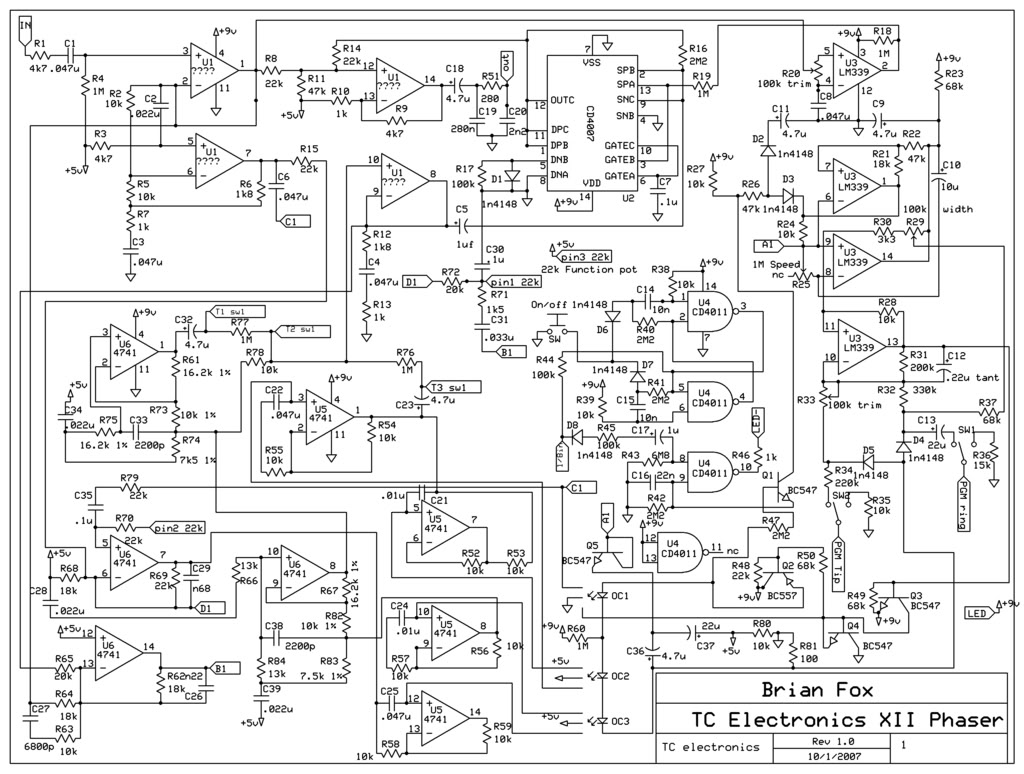 IN
R1
4k7
C1
.047u
R4
1M
R2
10k
C2
.022u
R3
4k7
+5v
R5
10k
R7
1k
C3
.047u
+9v
U1
????
3
2
1
4
11
R8
22k
U1
????
5
6
7
R6
1k8
C6
.047u
R15
22k
C1
R14
22k
R11
47k
+5v
R10
1k
R9
4k7
U1
????
12
13
14
C18
4.7u
R51
280
out
C19
280n
C20
2n2
U1
????
10
9
8
R12
1k8
C4
.047u
R13
1k
C5
1uf
R17
100k
D1
1n4148
CD4007
U2
VSS
7
OUTC
12
DPC
11
DPB
1
DNB
5
DNA
8
VDD
14
+9v
SPB
2
SPA
13
SNC
9
SNB
4
GATEC
10
GATEB
3
GATEA
6
C7
.1u
R16
2M2
R19
1M
R20
100k trim
+9v
U3
LM339
5
4
3
2
12
R18
1M
C8
.047u
C11
4.7u
C9
4.7u
R23
68k
+9v
R22
47k
R21
18k
C10
10u
width
D2
1n4148
D3
1n4148
R26
47k
R27
10k
+9v
R24
10k
A1
1M Speed
nc
R25
U3
LM339
7
6
1
R30
3k3
R29
100k
U3
LM339
9
8
14
R28
10k
U3
LM339
11
10
13
R31
200k
C12
.22u tant
R32
330k
R33
100k trim
R37
68k
C13
22u
SW1
R36
15k
PGM ring
D4
1n4148
D5
R34
220k
SW2
R35
10k
PGM Tip
C30
.1u
D1
R72
20k
pin1 22k
R71
1k5
C31
.033u
B1
+5v
pin3 22k
22k Function pot
On/off
SW
1n4148
D6
C14
10n
R40
2M2
R38
10k
+9v
14
U4
CD4011
1
2
3
7
R44
100k
1n4148
D7
+9v
R39
10k
R41
2M2
C15
10n
U4
CD4011
5
6
4
D8
1n4148
R45
100k
C17
1u
R43
6M8
C16
22n
R42
2M2
U4
CD4011
8
9
10
LED
R46
1k
Q1
BC547
R47
2M2
U4
CD4011
12
13
11
nc
+9v
A1
Q5
BC547
R48
22k
+9v
Q2
BC557
R50
68k
R49
68k
+9v
Q3
BC547
Q4
BC547
LED
+9v
T1 sw1
C32
4.7u
R77
1M
T2 sw1
+9v
U6
4741
3
2
1
4
11
R61
16.2k 1%
R73
10k 1%
R74
7k5 1%
+5v
C34
.022u
R75
16.2k 1%
C33
2200p
R78
10k
R76
1M
T3 sw1
C23
4.7u
C22
.047u
+9v
U5
4741
3
2
1
4
11
R54
10k
R55
10k
R79
22k
C35
.1u
R70
22k
pin2 22k
+5v
R68
18k
C28
.022u
U6
4741
5
6
7
R69
22k
C29
n68
D1
13k
R66
U6
4741
10
9
8
R67
16.2k 1%
R82
10k 1%
C38
2200p
R84
13k
R83
7.5k 1%
C39
.022u
+5v
+5v
U6
4741
12
13
14
R65
20k
R64
18k
C27
6800p
R63
10k
R62
18k
n22
C26
B1
.01u
C21
C1
U5
4741
5
6
7
R52
10k
R53
10k
C24
.01u
U5
4741
10
9
8
R57
10k
R56
10k
C25
.047u
U5
4741
12
13
14
R58
10k
R59
10k
OC1
+9v
R60
1M
+5v
OC2
+5v
OC3
C36
4.7u
22u
C37
+5v
R80
10k
R81
100
Brian Fox
TC Electronics XII Phaser
TC electronics
Rev 1.0
10/1/2007
1